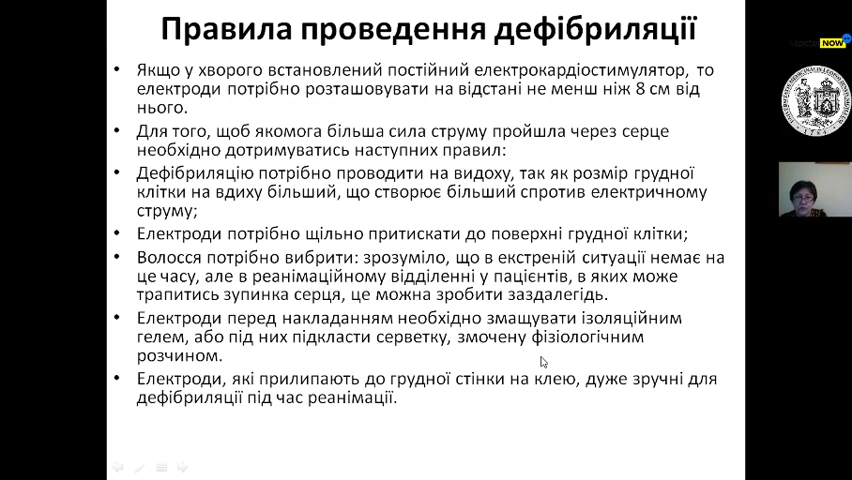 Правила проведення дефібриляції
• Якщо у хворого встановлений постійний електрокардіостимулятор, то
електроди потрібно розташовувати на відстані не менш ніж 8 см від
нього.
• Для того, щоб якомога більша сила струму пройшла через серце
необхідно дотримуватись наступних правил:
• Дефібриляцію потрібно проводити на видоху, так як розмір грудної
клітки на вдиху більший, що створює більший спротив електричному
струму;
• Електроди потрібно щільно притискати до поверхні грудної клітки;
• Волосся потрібно вибрити: зрозуміло, що в екстреній ситуації немає на
це часу, але в реанімаційному відділенні у пацієнтів, в яких може
трапитись зупинка серця, це можна зробити заздалегідь.
• Електроди перед накладанням необхідно змащувати ізоляційним
гелем, або під них підкласти серветку, змочену фізіологічним
розчином.
• Електроди, які прилипають до грудної стінки на клею, дуже зручні для
дефібриляції під час реанімації.
NOW
1784